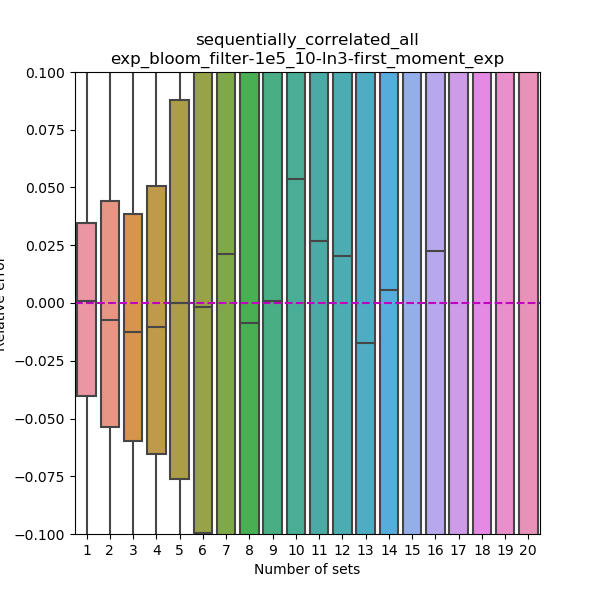 sequentially_correlated_all
exp_bloom_filter-1e5_10-ln3-first_moment_exp
0.100
0.075
0.050
0.025
0.000
−0.025
−0.050
−0.075
−0.100
1 2 3 4 5 6 7 8 9 10 11 12 13 14 15 16 17 18 19 20
Number of sets